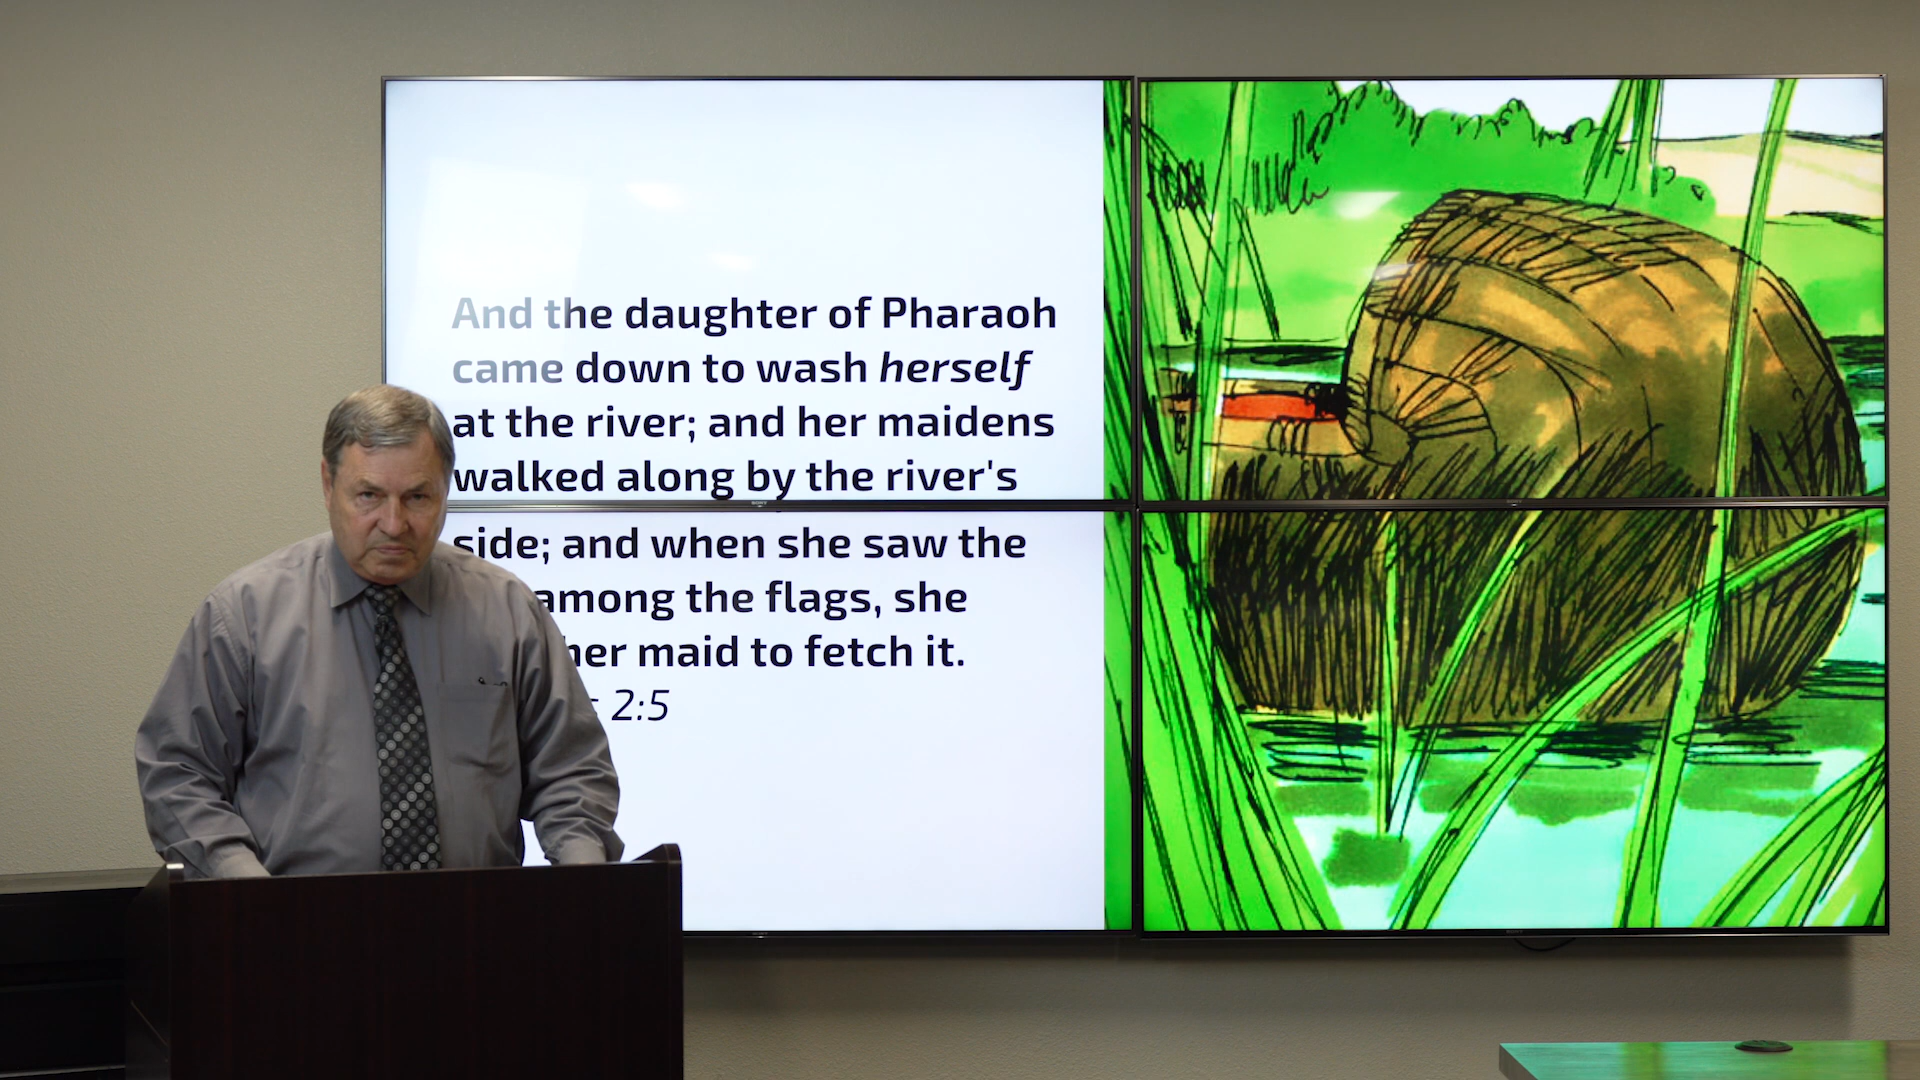 And the daughter of Pharaoh
came down to wash herself
at the river; and her maidens
walked along by the river's
side; and when she saw the
among the flags, she
her maid to fetch it.
2:5